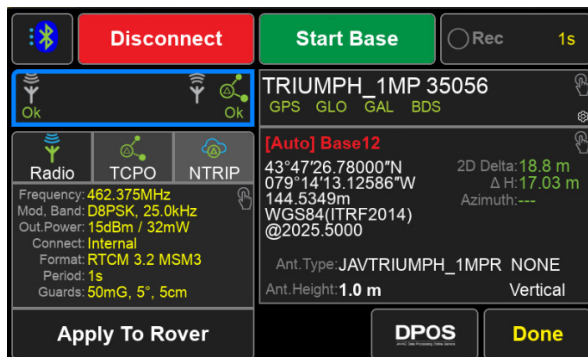 Disconnect
Start Base
Rec 1s
Ok Ok
TRIUMPH_1MP 35056
GPS GLO GAL BDS
Radio TCPO NTRIP
Frequency: 462.375MHz
Mod, Band: D8PSK, 25.0kHz
Out.Power: 15dBm / 32mW
Connect: Internal
Format: RTCM 3.2 MSM3
Period: 1s
Guards: 50mG, 5°, 5cm
[Auto] Base12
43°47'26.78000"N
079°14'13.12586"W
144.5349m
WGS84(ITRF2014)
@2025.5000
2D Delta: 18.8 m
Δ H: 17.03 m
Azimuth: ---
Ant.Type: JAVTRIUMPH_1MPR NONE
Ant.Height: 1.0 m Vertical
Apply To Rover
DPOS
Done